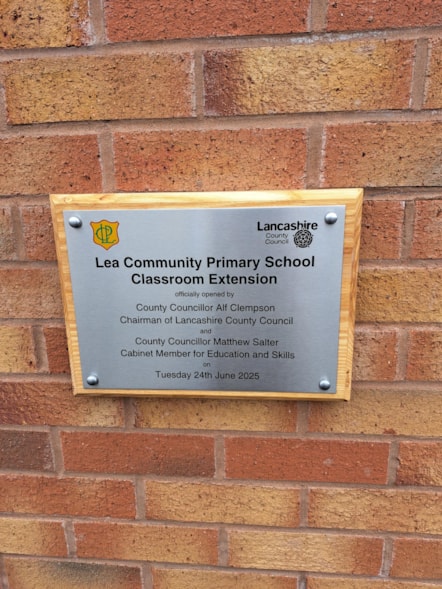 Lancashire
County
Council
Lea Community Primary School
Classroom Extension
officially opened by
County Councillor Alf Clempson
Chairman of Lancashire County Council
and
County Councillor Matthew Salter
Cabinet Member for Education and Skills
on
Tuesday 24th June 2025